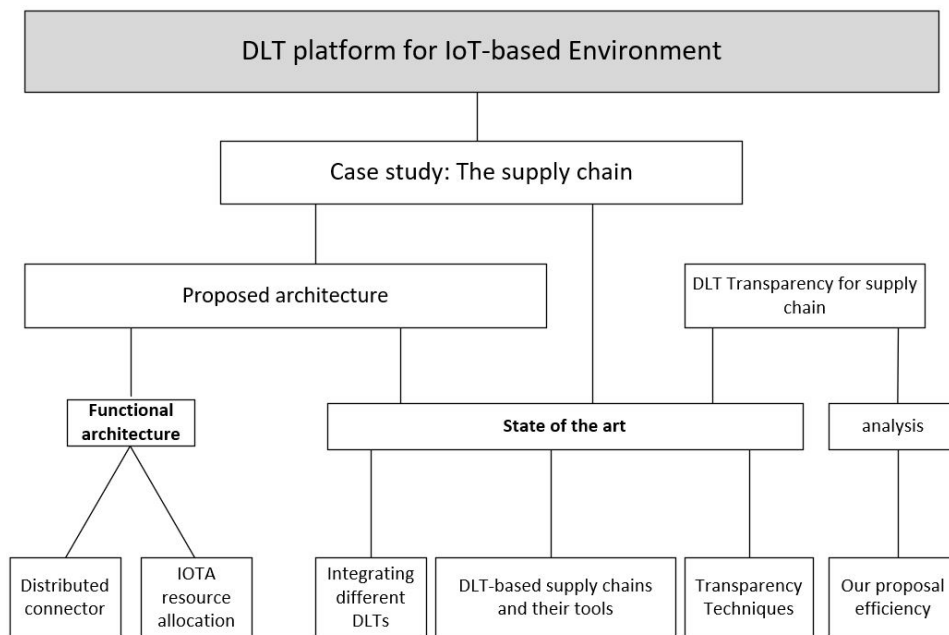 DLT platform for IoT-based Environment
Case study: The supply chain
Proposed architecture
DLT Transparency for supply
chain
Functional
architecture
State of the art
analysis
Distributed
connector
IOTA
resource
allocation
Integrating
different
DLTs
DLT-based supply chains
and their tools
Transparency
Techniques
Our proposal
efficiency